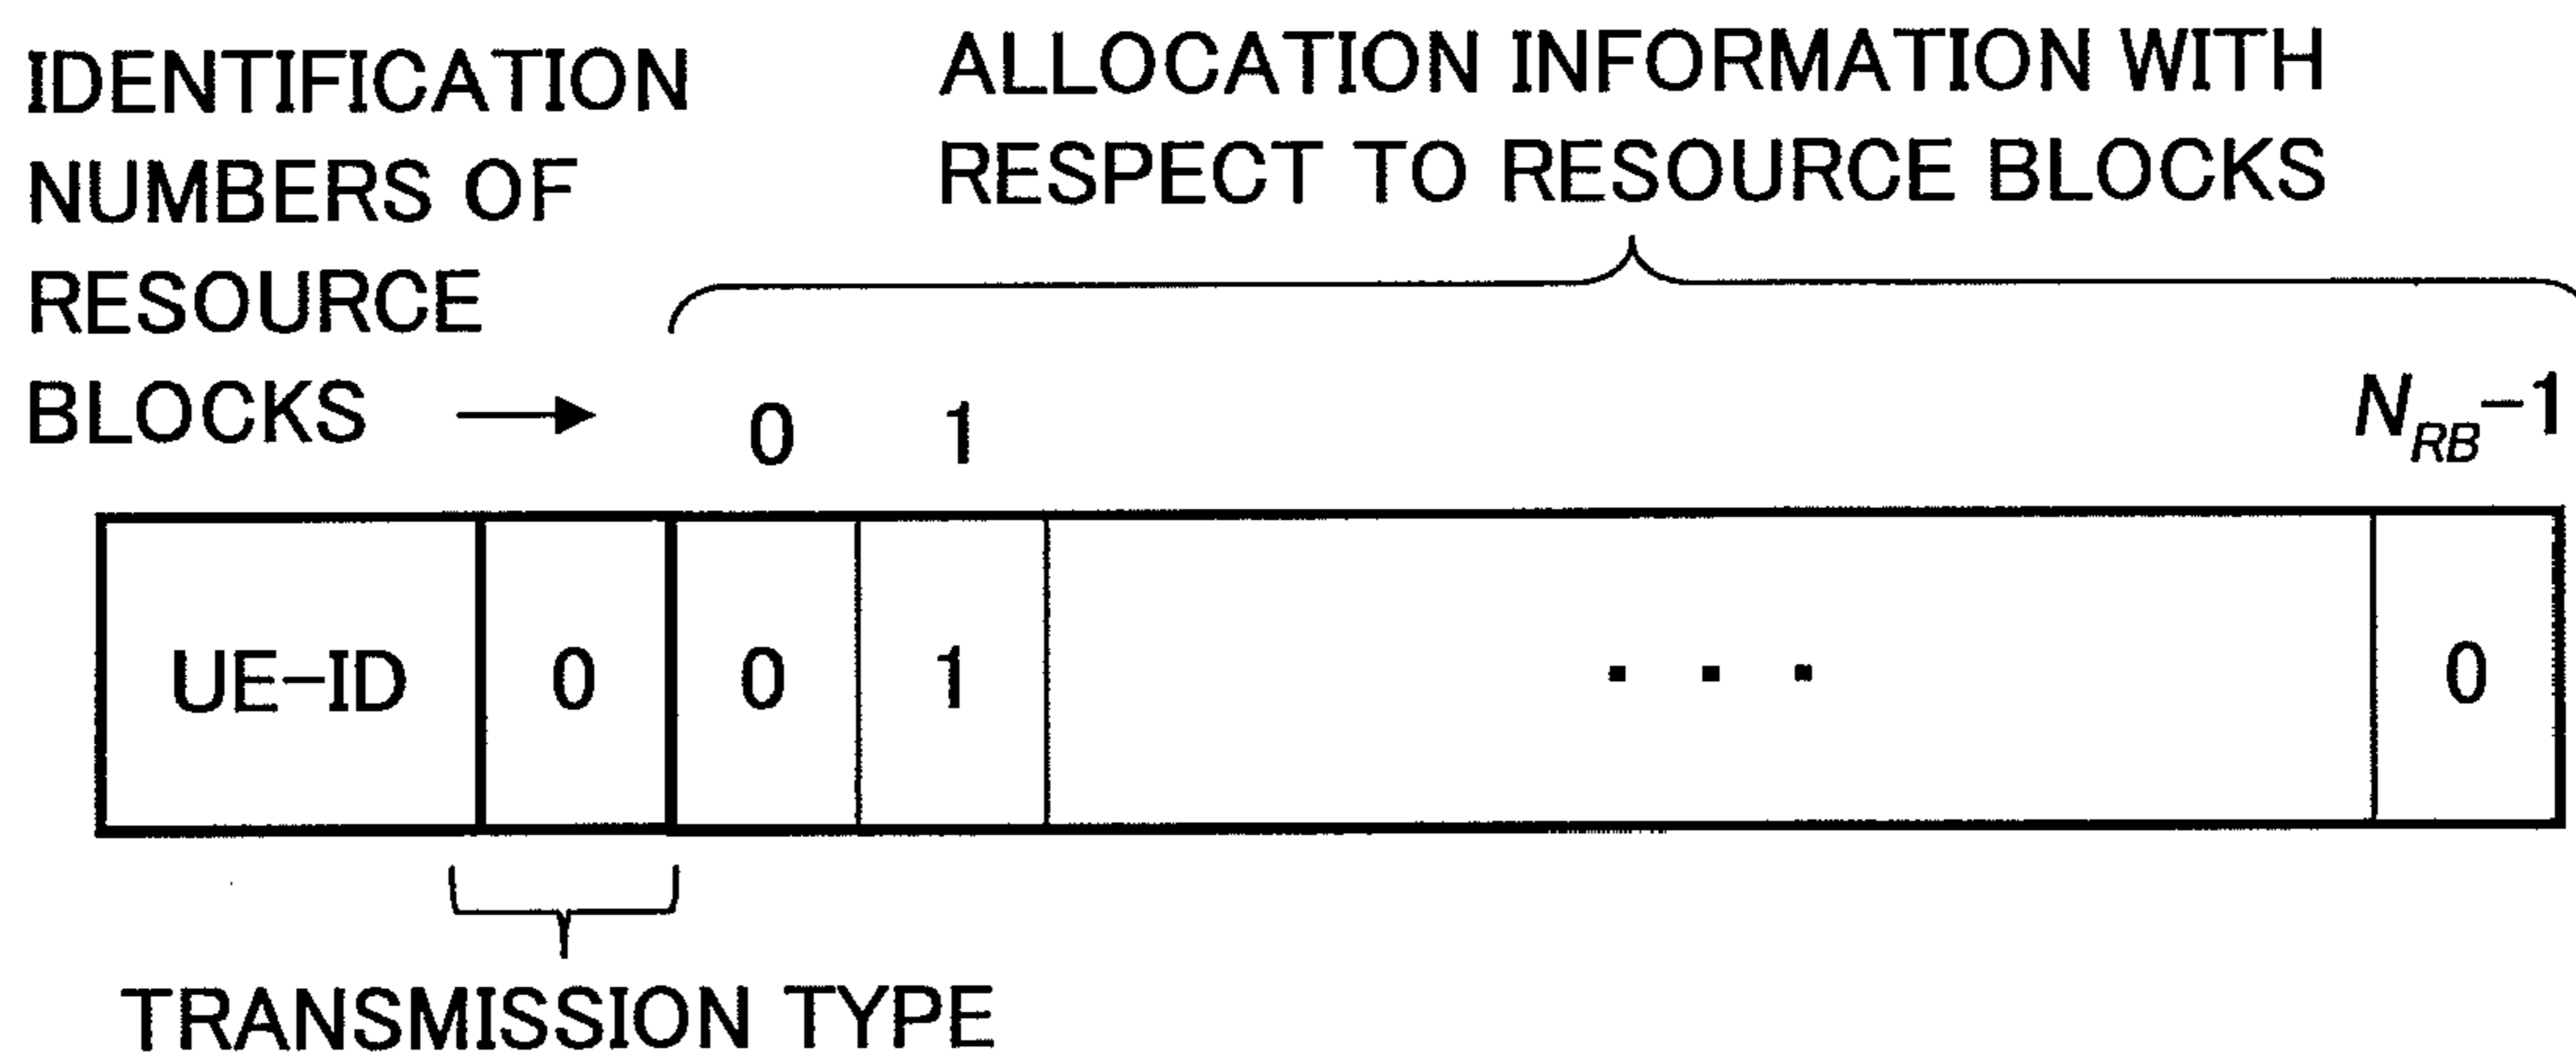 IDENTIFICATION
NUMBERS OF
RESOURCE
BLOCKS →
ALLOCATION INFORMATION WITH
RESPECT TO RESOURCE BLOCKS
0 1 N_RB-1
UE-ID 0 0 1 ・・・ 0
TRANSMISSION TYPE